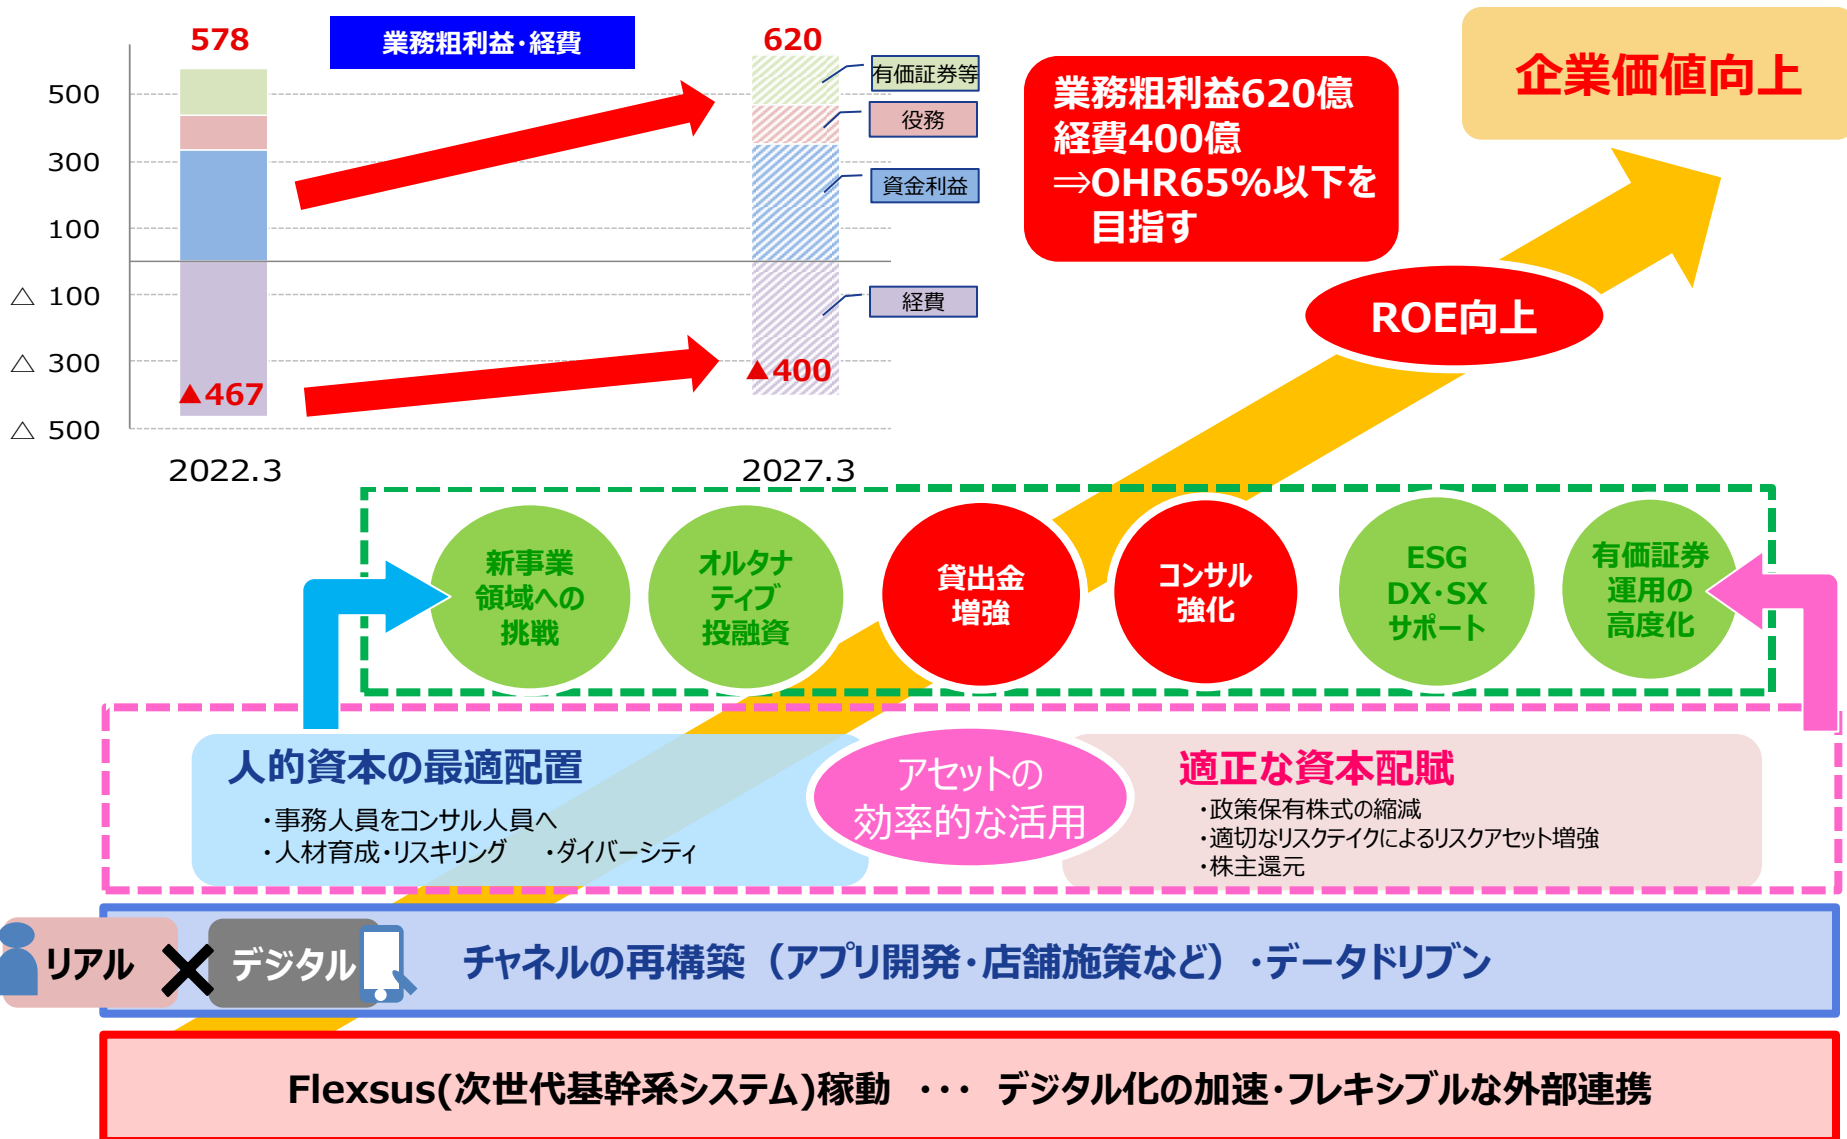 578
業務粗利益・経費
620
有価証券等
役務
資金利益
経費
500
300
100
△ 100
△ 300
△ 500
▲467
▲400
2022.3
2027.3
業務粗利益620億
経費400億
⇒OHR65%以下を
目指す
企業価値向上
ROE向上
新事業
領域への
挑戦
オルタナ
ティブ
投融資
貸出金
増強
コンサル
強化
ESG
DX・SX
サポート
有価証券
運用の
高度化
人的資本の最適配置
・事務人員をコンサル人員へ
・人材育成・リスキリング ・ダイバーシティ
アセットの
効率的な活用
適正な資本配賦
・政策保有株式の縮減
・適切なリスクテイクによるリスクアセット増強
・株主還元
リアル
デジタル
チャネルの再構築（アプリ開発・店舗施策など）・データドリブン
Flexsus(次世代基幹系システム)稼動 ・・・ デジタル化の加速・フレキシブルな外部連携